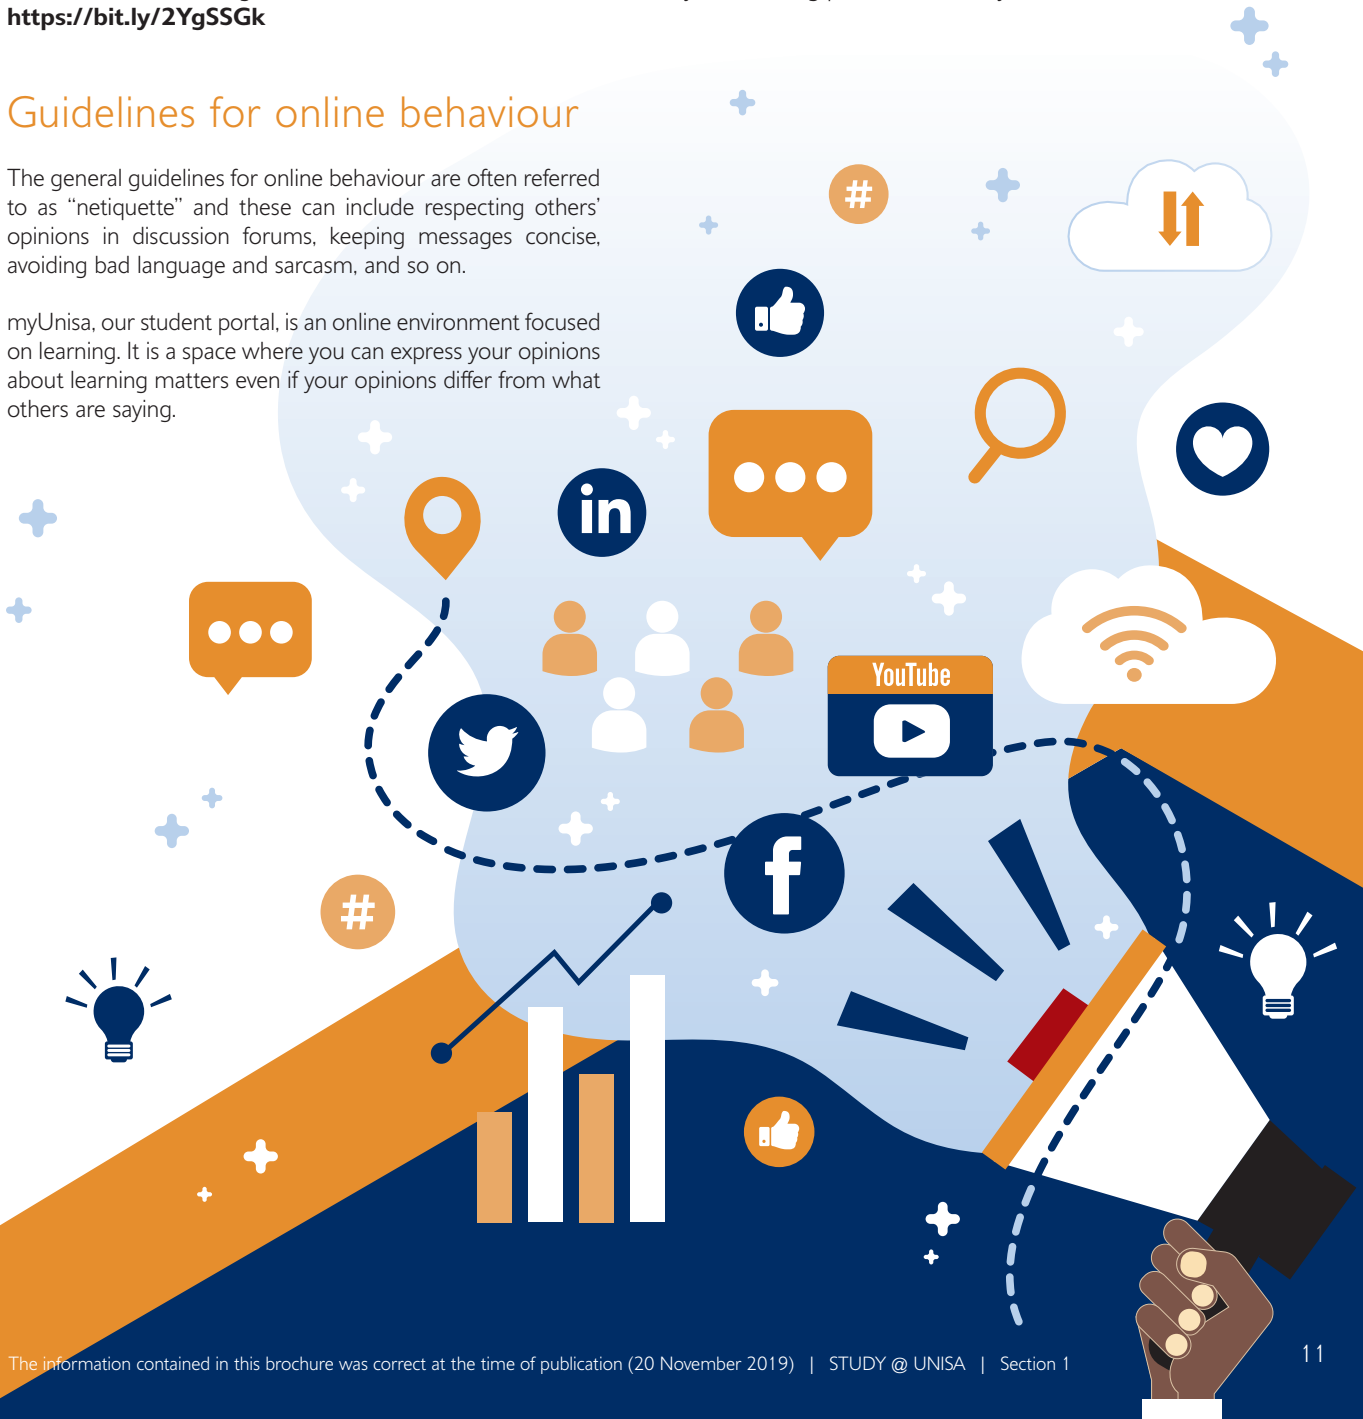 https://bit.ly/2YgSSGk
Guidelines for online behaviour
The general guidelines for online behaviour are often referred
to as “netiquette” and these can include respecting others’
opinions in discussion forums, keeping messages concise,
avoiding bad language and sarcasm, and so on.
myUnisa, our student portal, is an online environment focused
on learning. It is a space where you can express your opinions
about learning matters even if your opinions differ from what
others are saying.
#
in
YouTube
f
#
The information contained in this brochure was correct at the time of publication (20 November 2019) | STUDY @ UNISA | Section 1
11